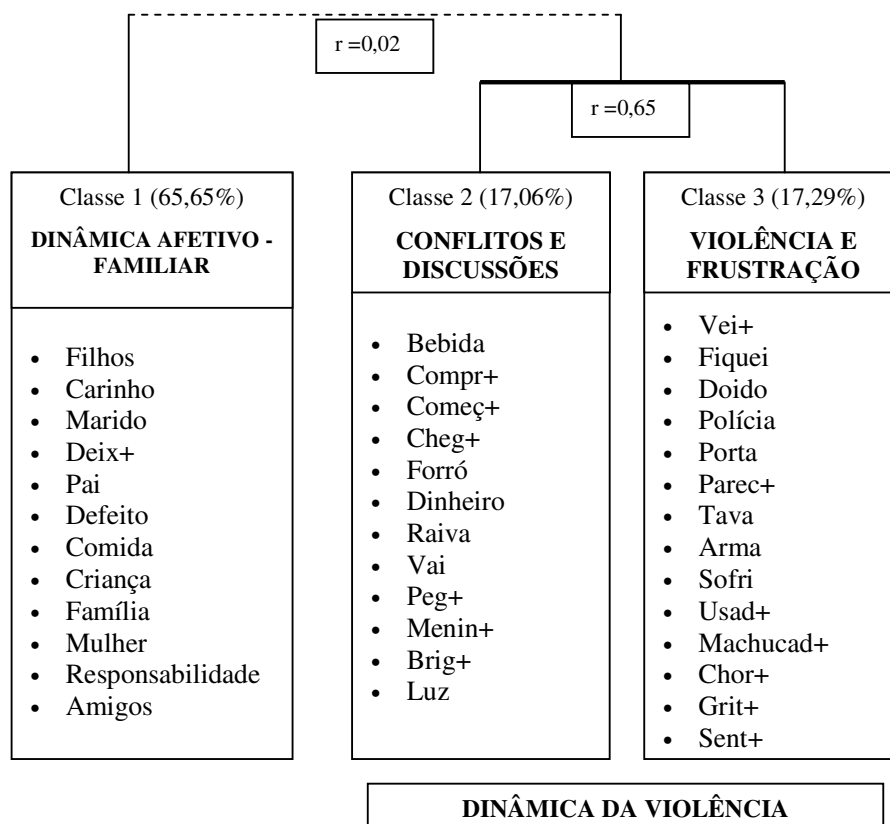 r =0,02
r =0,65
Classe 1 (65,65%)
DINÂMICA AFETIVO -
FAMILIAR
• Filhos
• Carinho
• Marido
• Deix+
• Pai
• Defeito
• Comida
• Criança
• Família
• Mulher
• Responsabilidade
• Amigos
Classe 2 (17,06%)
CONFLITOS E
DISCUSSÕES
• Bebida
• Compr+
• Começ+
• Cheg+
• Forró
• Dinheiro
• Raiva
• Vai
• Peg+
• Menin+
• Brig+
• Luz
Classe 3 (17,29%)
VIOLÊNCIA E
FRUSTRAÇÃO
• Vei+
• Fiquei
• Doido
• Polícia
• Porta
• Parec+
• Tava
• Arma
• Sofri
• Usad+
• Machucad+
• Chor+
• Grit+
• Sent+
DINÂMICA DA VIOLÊNCIA